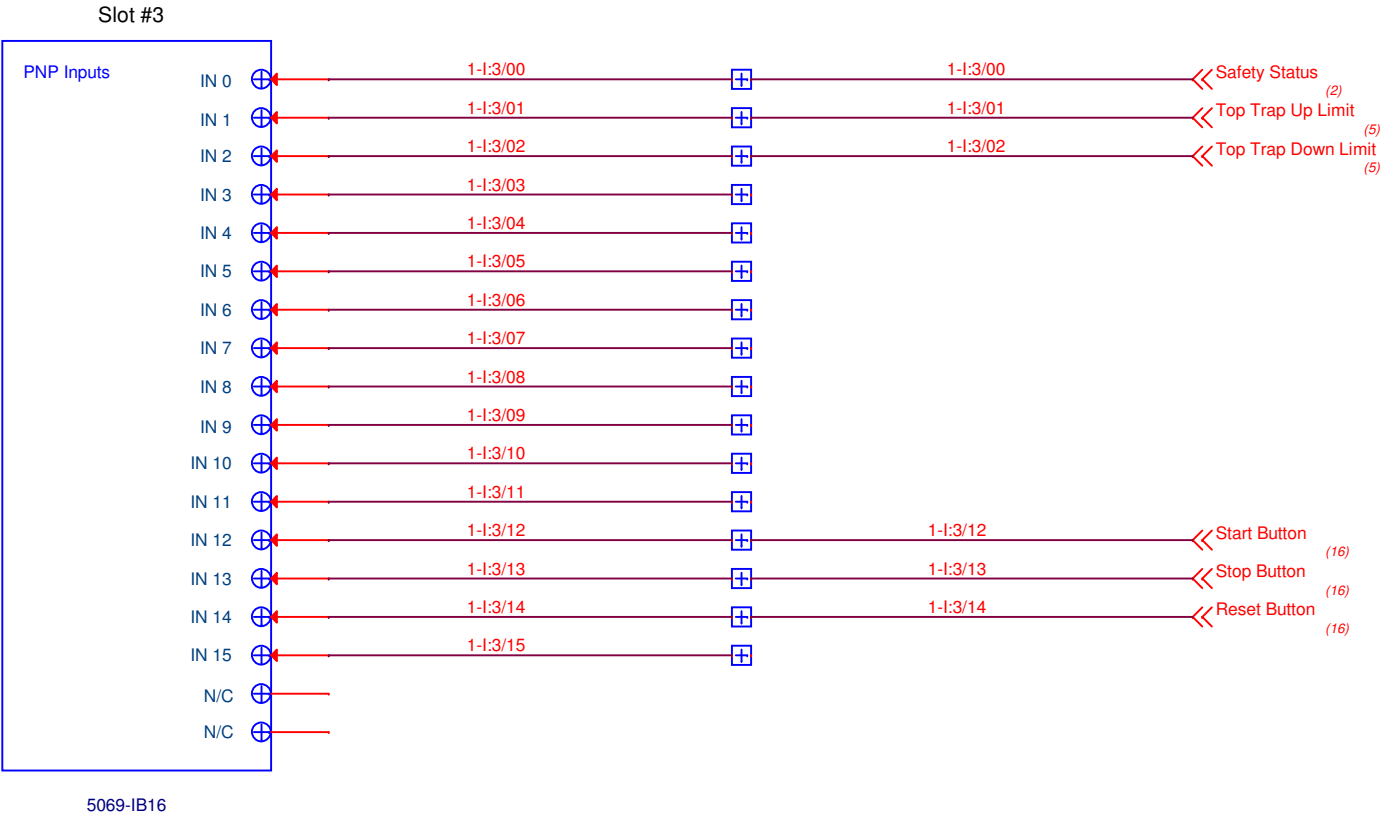 Slot #3
PNP Inputs
IN 0 1-I:3/00 1-I:3/00 Safety Status
(2)
IN 1 1-I:3/01 1-I:3/01 Top Trap Up Limit
(5)
IN 2 1-I:3/02 1-I:3/02 Top Trap Down Limit
(5)
IN 3 1-I:3/03
IN 4 1-I:3/04
IN 5 1-I:3/05
IN 6 1-I:3/06
IN 7 1-I:3/07
IN 8 1-I:3/08
IN 9 1-I:3/09
IN 10 1-I:3/10
IN 11 1-I:3/11
IN 12 1-I:3/12 1-I:3/12 Start Button
(16)
IN 13 1-I:3/13 1-I:3/13 Stop Button
(16)
IN 14 1-I:3/14 1-I:3/14 Reset Button
(16)
IN 15 1-I:3/15
N/C
N/C
5069-IB16